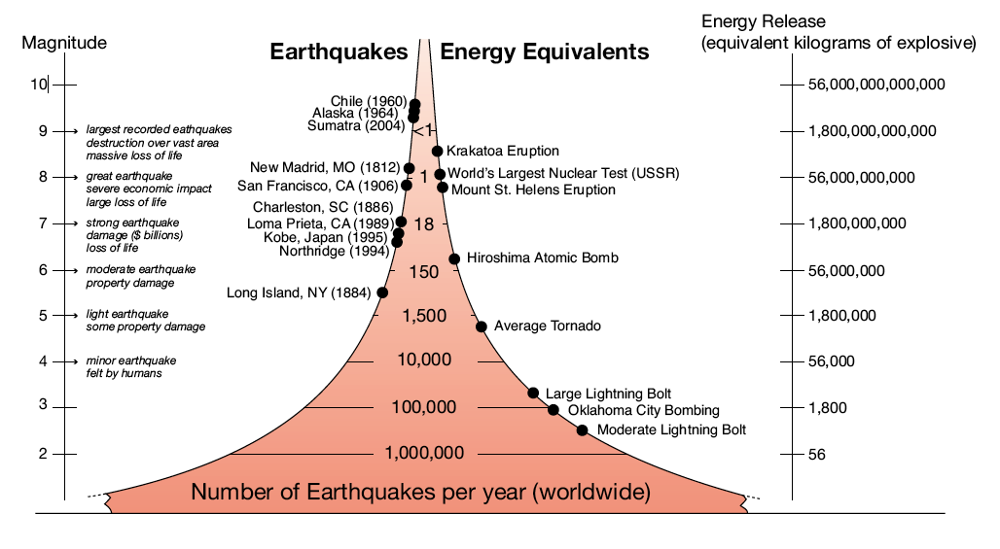 Energy Release
(equivalent kilograms of explosive)
Magnitude
Earthquakes
Energy Equivalents
10
56,000,000,000,000
Chile (1960)
Alaska (1964)
Sumatra (2004)
9
largest recorded eathquakes
destruction over vast area
massive loss of life
<1
1,800,000,000,000
Krakatoa Eruption
New Madrid, MO (1812)
World's Largest Nuclear Test (USSR)
8
great earthquake
severe economic impact
large loss of life
1
56,000,000,000
San Francisco, CA (1906)
Mount St. Helens Eruption
Charleston, SC (1886)
7
strong earthquake
damage ($ billions)
loss of life
Loma Prieta, CA (1989)
18
1,800,000,000
Kobe, Japan (1995)
Northridge (1994)
Hiroshima Atomic Bomb
6
moderate earthquake
property damage
150
56,000,000
Long Island, NY (1884)
5
light earthquake
some property damage
1,500
1,800,000
Average Tornado
4
minor earthquake
felt by humans
10,000
56,000
Large Lightning Bolt
3
100,000
1,800
Oklahoma City Bombing
Moderate Lightning Bolt
2
1,000,000
56
Number of Earthquakes per year (worldwide)